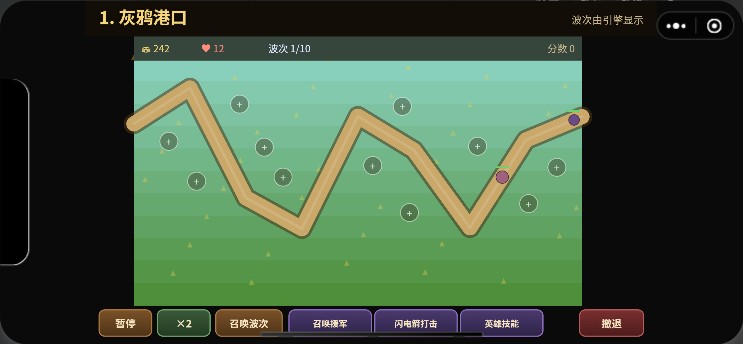 1. 灰鸦港口
波次由引擎显示
242
12
波次 1/10
分数 0
暂停
×2
召唤波次
召唤援军
闪电箭打击
英雄技能
撤退